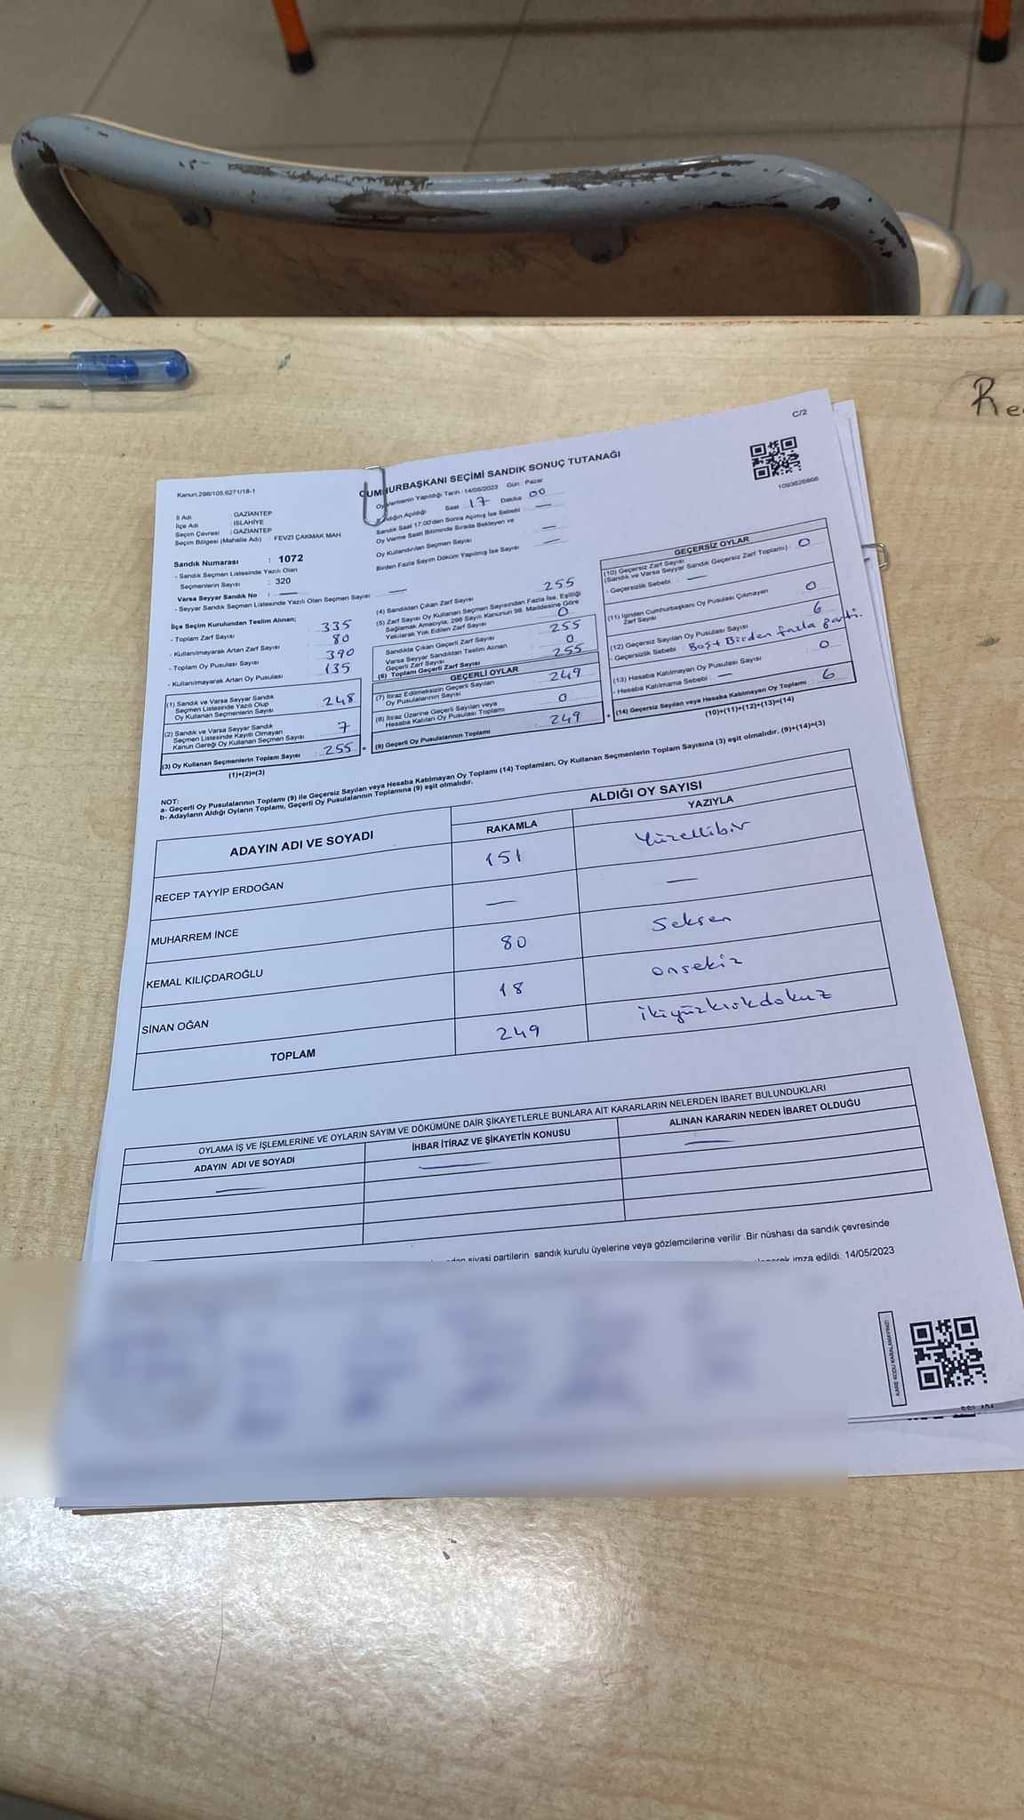 Re
C/2
Kanun:298/105,6271/18-1
CUMHURBAŞKANI SEÇİMİ SANDIK SONUÇ TUTANAĞI
1093626866
İl Adı : GAZİANTEP
İlçe Adı : İSLAHİYE
Seçim Çevresi : GAZİANTEP
Seçim Bölgesi (Mahalle Adı) FEVZİ ÇAKMAK MAH
Sandık Numarası : 1072
- Sandık Seçmen Listesinde Yazılı Olan
Seçmenlerin Sayısı : 320
Varsa Seyyar Sandık No : —
- Seyyar Sandık Seçmen Listesinde Yazılı Olan Seçmen Sayısı : —
Oy Verilmenin Yapıldığı Tarih : 14/05/2023 Gün : Pazar
Sandığın Açıldığı Saat 17 Dakika 00
Sandık Saat 17:00'den Sonra Açılmış İse Sebebi : —
Oy Verme Saati Bitiminde Sırada Bekleyen ve
Oy Kullandırılan Seçmen Sayısı —
Birden Fazla Sayım Döküm Yapılmış İse Sayısı —
İlçe Seçim Kurulundan Teslim Alınan;
- Toplam Zarf Sayısı 335
- Kullanılmayarak Artan Zarf Sayısı 80
- Toplam Oy Pusulası Sayısı 390
- Kullanılmayarak Artan Oy Pusulası 135
(1) Sandık ve Varsa Seyyar Sandık
Seçmen Listesinde Yazılı Olup
Oy Kullanan Seçmenlerin Sayısı 248
(2) Sandık ve Varsa Seyyar Sandık
Seçmen Listesinde Kayıtlı Olmayan
Kanun Gereği Oy Kullanan Seçmen Sayısı 7
(3) Oy Kullanan Seçmenlerin Toplam Sayısı 255
(1)+(2)=(3)
(4) Sandıktan Çıkan Zarf Sayısı 255
(5) Zarf Sayısı Oy Kullanan Seçmen Sayısından Fazla İse, Eşitliği
Sağlamak Amacıyla, 298 Sayılı Kanunun 98. Maddesine Göre
Yakılarak Yok Edilen Zarf Sayısı 0
Sandıkta Çıkan Geçerli Zarf Sayısı 255
Varsa Seyyar Sandıktan Teslim Alınan
Geçerli Zarf Sayısı 0
(6) Toplam Geçerli Zarf Sayısı 255
GEÇERLİ OYLAR
(7) İtiraz Edilmeksizin Geçerli Sayılan
Oy Pusulalarının Sayısı 249
(8) İtiraz Üzerine Geçerli Sayılan veya
Hesaba Katılan Oy Pusulası Toplamı 0
(9) Geçerli Oy Pusulalarının Toplamı 249
GEÇERSİZ OYLAR
(10) Geçersiz Zarf Sayısı
(Sandık ve Varsa Seyyar Sandık Geçersiz Zarf Toplamı) 0
- Geçersizlik Sebebi : —
(11) İçinden Cumhurbaşkanı Oy Pusulası Çıkmayan
Zarf Sayısı 0
(12) Geçersiz Sayılan Oy Pusulası Sayısı 6
- Geçersizlik Sebebi Boş+Birden fazla parti.
(13) Hesaba Katılmayan Oy Pusulası Sayısı 0
- Hesaba Katılmama Sebebi —
(14) Geçersiz Sayılan veya Hesaba Katılmayan Oy Toplamı 6
(10)+(11)+(12)+(13)=(14)
NOT:
a- Geçerli Oy Pusulalarının Toplamı (9) ile Geçersiz Sayılan veya Hesaba Katılmayan Oy Toplamı (14) Toplamları, Oy Kullanan Seçmenlerin Toplam Sayısına (3) eşit olmalıdır. (9)+(14)=(3)
b- Adayların Aldığı Oyların Toplamı, Geçerli Oy Pusulalarının Toplamına (9) eşit olmalıdır.
ADAYIN ADI VE SOYADI
ALDIĞI OY SAYISI
RAKAMLA YAZIYLA
RECEP TAYYİP ERDOĞAN 151 Yüzellibir
MUHARREM İNCE — —
KEMAL KILIÇDAROĞLU 80 Seksen
SİNAN OĞAN 18 onsekiz
TOPLAM 249 ikiyüzkırkdokuz
OYLAMA İŞ VE İŞLEMLERİNE VE OYLARIN SAYIM VE DÖKÜMÜNE DAİR ŞİKAYETLERLE BUNLARA AİT KARARLARIN NELERDEN İBARET BULUNDUKLARI
ADAYIN ADI VE SOYADI İHBAR İTİRAZ VE ŞİKAYETİN KONUSU ALINAN KARARIN NEDEN İBARET OLDUĞU
— — —
siyasi partilerin sandık kurulu üyelerine veya gözlemcilerine verilir .Bir nüshası da sandık çevresinde
imza edildi. 14/05/2023